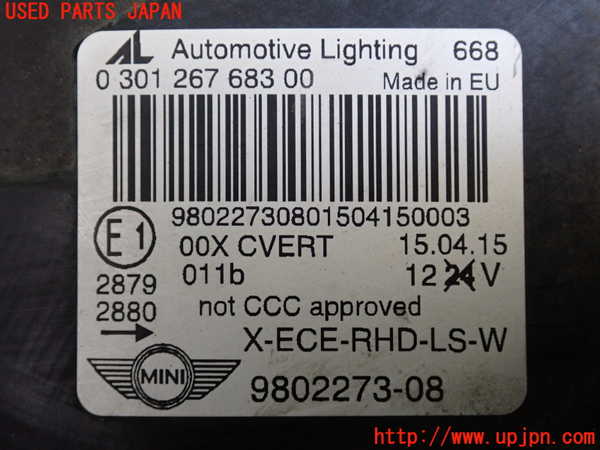 USED PARTS JAPAN
AL Automotive Lighting 668
0 301 267 683 00 Made in EU
98022730801504150003
E1 00X CVERT 15.04.15
2879 011b 12 24 V
2880 not CCC approved
X-ECE-RHD-LS-W
MINI 9802273-08
http://www.upjpn.com